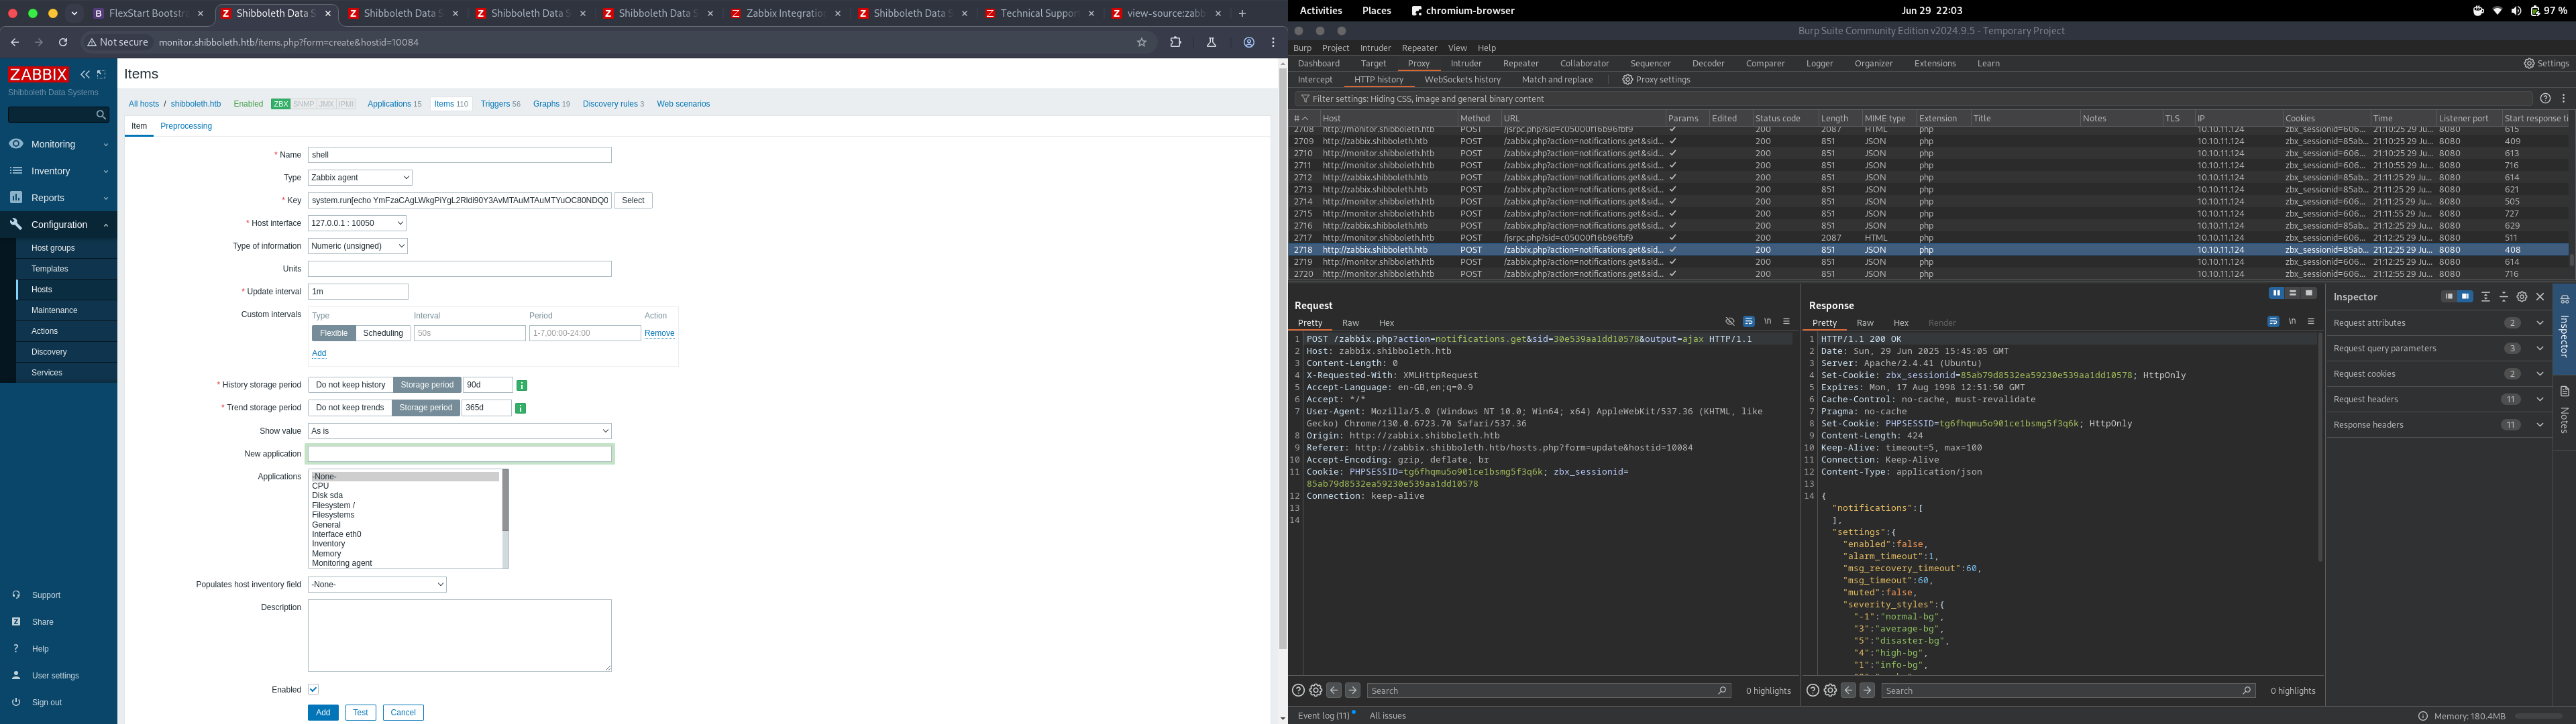 FlexStart Bootstr
Shibboleth Data S
Shibboleth Data S
Shibboleth Data S
Shibboleth Data S
Zabbix Integration
Shibboleth Data S
Technical Support
view-source:zabb
Not secure
monitor.shibboleth.htb/items.php?form=create&hostid=10084
ZABBIX
Shibboleth Data Systems
Monitoring
Inventory
Reports
Configuration
Host groups
Templates
Hosts
Maintenance
Actions
Discovery
Services
Support
Share
Help
User settings
Sign out
Items
All hosts / shibboleth.htb Enabled ZBX SNMP JMX IPMI Applications 15 Items 110 Triggers 56 Graphs 19 Discovery rules 3 Web scenarios
Item Preprocessing
* Name shell
Type Zabbix agent
* Key Select
* Host interface 127.0.0.1 : 10050
Type of information Numeric (unsigned)
Units
* Update interval 1m
Custom intervals Type Interval Period Action
Flexible Scheduling 50s 1-7,00:00-24:00 Remove
Add
* History storage period Do not keep history Storage period 90d
* Trend storage period Do not keep trends Storage period 365d
Show value As is
New application
Applications -None-
CPU
Disk sda
Filesystem /
Filesystems
General
Interface eth0
Inventory
Memory
Monitoring agent
Populates host inventory field -None-
Description
Enabled
Add Test Cancel
Activities Places chromium-browser Jun 29 22:03 97 %
Burp Suite Community Edition v2024.9.5 - Temporary Project
Burp Project Intruder Repeater View Help
Dashboard Target Proxy Intruder Repeater Collaborator Sequencer Decoder Comparer Logger Organizer Extensions Learn Settings
Intercept HTTP history WebSockets history Match and replace Proxy settings
Filter settings: Hiding CSS, image and general binary content
# Host Method URL Params Edited Status code Length MIME type Extension Title Notes TLS IP Cookies Time Listener port Start response ti
2708 http://monitor.shibboleth.htb POST /jsrpc.php?sid=c05000f16b96fbf9 ✓ 200 2087 HTML php 10.10.11.124 zbx_sessionid=606... 21:10:25 29 Ju... 8080 615
2709 http://zabbix.shibboleth.htb POST /zabbix.php?action=notifications.get&sid... ✓ 200 851 JSON php 10.10.11.124 zbx_sessionid=85ab... 21:10:25 29 Ju... 8080 409
2710 http://monitor.shibboleth.htb POST /zabbix.php?action=notifications.get&sid... ✓ 200 851 JSON php 10.10.11.124 zbx_sessionid=606... 21:10:25 29 Ju... 8080 613
2711 http://monitor.shibboleth.htb POST /zabbix.php?action=notifications.get&sid... ✓ 200 851 JSON php 10.10.11.124 zbx_sessionid=606... 21:10:55 29 Ju... 8080 716
2712 http://zabbix.shibboleth.htb POST /zabbix.php?action=notifications.get&sid... ✓ 200 851 JSON php 10.10.11.124 zbx_sessionid=85ab... 21:11:25 29 Ju... 8080 614
2713 http://monitor.shibboleth.htb POST /zabbix.php?action=notifications.get&sid... ✓ 200 851 JSON php 10.10.11.124 zbx_sessionid=606... 21:11:25 29 Ju... 8080 621
2714 http://zabbix.shibboleth.htb POST /zabbix.php?action=notifications.get&sid... ✓ 200 851 JSON php 10.10.11.124 zbx_sessionid=85ab... 21:11:55 29 Ju... 8080 505
2715 http://monitor.shibboleth.htb POST /zabbix.php?action=notifications.get&sid... ✓ 200 851 JSON php 10.10.11.124 zbx_sessionid=606... 21:11:55 29 Ju... 8080 727
2716 http://monitor.shibboleth.htb POST /zabbix.php?action=notifications.get&sid... ✓ 200 851 JSON php 10.10.11.124 zbx_sessionid=606... 21:12:25 29 Ju... 8080 629
2717 http://monitor.shibboleth.htb POST /jsrpc.php?sid=c05000f16b96fbf9 ✓ 200 2087 HTML php 10.10.11.124 zbx_sessionid=606... 21:12:25 29 Ju... 8080 511
2718 http://zabbix.shibboleth.htb POST /zabbix.php?action=notifications.get&sid... ✓ 200 851 JSON php 10.10.11.124 zbx_sessionid=85ab... 21:12:25 29 Ju... 8080 408
2719 http://monitor.shibboleth.htb POST /zabbix.php?action=notifications.get&sid... ✓ 200 851 JSON php 10.10.11.124 zbx_sessionid=606... 21:12:25 29 Ju... 8080 614
2720 http://monitor.shibboleth.htb POST /zabbix.php?action=notifications.get&sid... ✓ 200 851 JSON php 10.10.11.124 zbx_sessionid=606... 21:12:55 29 Ju... 8080 716
Request
Pretty Raw Hex
1 POST /zabbix.php?action=notifications.get&sid=30e539aa1dd10578&output=ajax HTTP/1.1
2 Host: zabbix.shibboleth.htb
3 Content-Length: 0
4 X-Requested-With: XMLHttpRequest
5 Accept-Language: en-GB,en;q=0.9
6 Accept: */*
7 User-Agent: Mozilla/5.0 (Windows NT 10.0; Win64; x64) AppleWebKit/537.36 (KHTML, like
Gecko) Chrome/130.0.6723.70 Safari/537.36
8 Origin: http://zabbix.shibboleth.htb
9 Referer: http://zabbix.shibboleth.htb/hosts.php?form=update&hostid=10084
10 Accept-Encoding: gzip, deflate, br
11 Cookie: PHPSESSID=tg6fhqmu5o901ce1bsmg5f3q6k; zbx_sessionid=
85ab79d8532ea59230e539aa1dd10578
12 Connection: keep-alive
13
14
Search 0 highlights
Response
Pretty Raw Hex Render
1 HTTP/1.1 200 OK
2 Date: Sun, 29 Jun 2025 15:45:05 GMT
3 Server: Apache/2.4.41 (Ubuntu)
4 Set-Cookie: zbx_sessionid=85ab79d8532ea59230e539aa1dd10578; HttpOnly
5 Expires: Mon, 17 Aug 1998 12:51:50 GMT
6 Cache-Control: no-cache, must-revalidate
7 Pragma: no-cache
8 Set-Cookie: PHPSESSID=tg6fhqmu5o901ce1bsmg5f3q6k; HttpOnly
9 Content-Length: 424
10 Keep-Alive: timeout=5, max=100
11 Connection: Keep-Alive
12 Content-Type: application/json
13
14 {
"notifications":[
],
"settings":{
"enabled":false,
"alarm_timeout":1,
"msg_recovery_timeout":60,
"msg_timeout":60,
"muted":false,
"severity_styles":{
"-1":"normal-bg",
"3":"average-bg",
"5":"disaster-bg",
"4":"high-bg",
"1":"info-bg",
Search 0 highlights
Inspector
Request attributes 2
Request query parameters 3
Request cookies 2
Request headers 11
Response headers 11
Inspector
Notes
Event log (11) All issues
Memory: 180.4MB